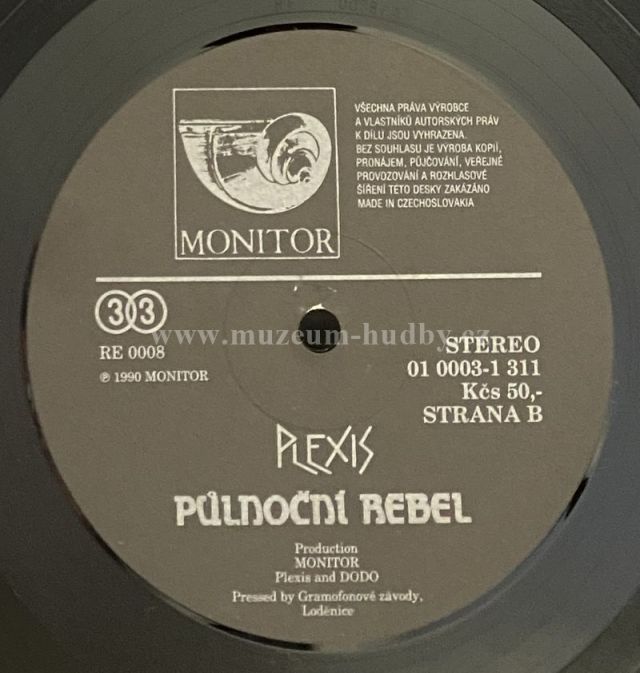 VŠECHNA PRÁVA VÝROBCE
A VLASTNÍKŮ AUTORSKÝCH PRÁV
K DÍLU JSOU VYHRAZENA.
BEZ SOUHLASU JE VÝROBA KOPIÍ,
PRONÁJEM, PŮJČOVÁNÍ, VEREJNÉ
PROVOZOVÁNÍ A ROZHLASOVÉ
ŠÍŘENÍ TÉTO DESKY ZAKÁZÁNO
MADE IN CZECHOSLOVAKIA
MONITOR
33
www.muzeum-hudby.cz
RE 0008
℗ 1990 MONITOR
STEREO
01 0003-1 311
Kčs 50,-
STRANA B
PLEXIS
PŮLNOČNÍ REBEL
Production
MONITOR
Plexis and DODO
Pressed by Gramofonové závody,
Loděnice